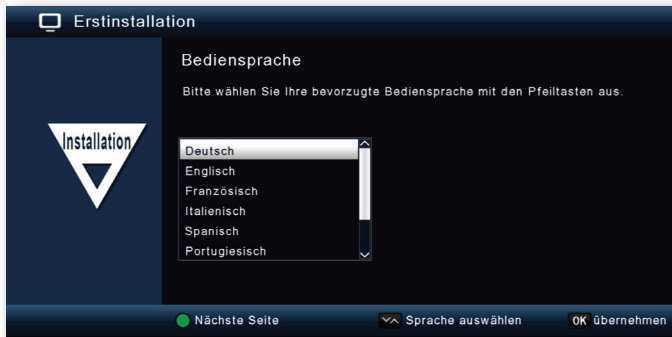 Erstinstallation
Bediensprache
Bitte wählen Sie Ihre bevorzugte Bediensprache mit den Pfeiltasten aus.
Installation
Deutsch
Englisch
Französisch
Italienisch
Spanisch
Portugiesisch
Nächste Seite
Sprache auswählen
OK übernehmen